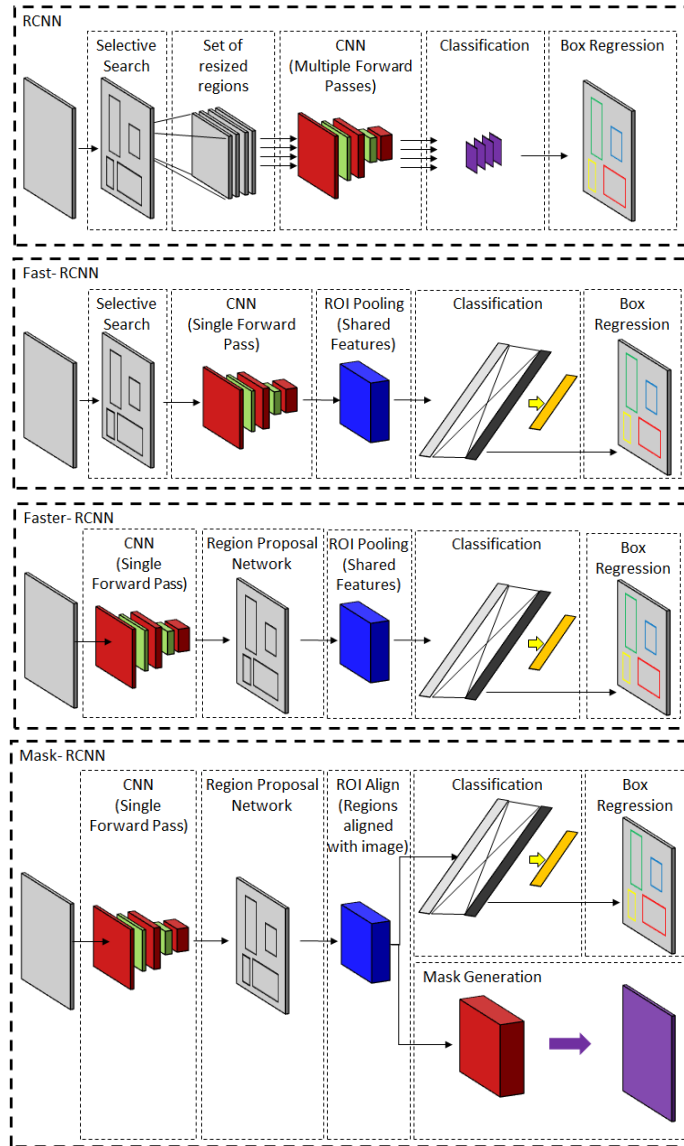 RCNN
Selective
Search
Set of
resized
regions
CNN
(Multiple Forward
Passes)
Classification
Box Regression
Fast- RCNN
Selective
Search
CNN
(Single Forward
Pass)
ROI Pooling
(Shared
Features)
Classification
Box
Regression
Faster- RCNN
CNN
(Single
Forward Pass)
Region Proposal
Network
ROI Pooling
(Shared
Features)
Classification
Box
Regression
Mask- RCNN
CNN
(Single
Forward Pass)
Region Proposal
Network
ROI Align
(Regions
aligned
with image)
Classification
Box
Regression
Mask Generation